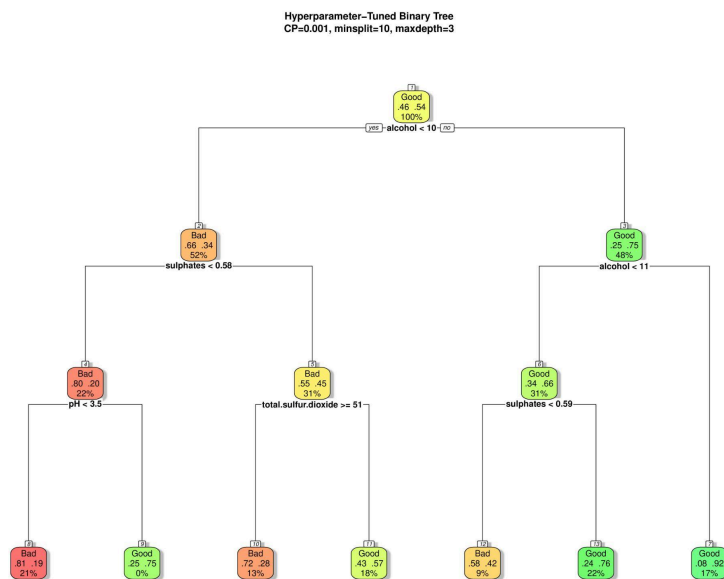 Hyperparameter−Tuned Binary Tree
CP=0.001, minsplit=10, maxdepth=3
1
Good
.46 .54
100%
yes alcohol < 10 no
2
Bad
.66 .34
52%
sulphates < 0.58
3
Good
.25 .75
48%
alcohol < 11
4
Bad
.80 .20
22%
pH < 3.5
5
Bad
.55 .45
31%
total.sulfur.dioxide >= 51
6
Good
.34 .66
31%
sulphates < 0.59
8
Bad
.81 .19
21%
9
Good
.25 .75
0%
10
Bad
.72 .28
13%
11
Good
.43 .57
18%
12
Bad
.58 .42
9%
13
Good
.24 .76
22%
7
Good
.08 .92
17%